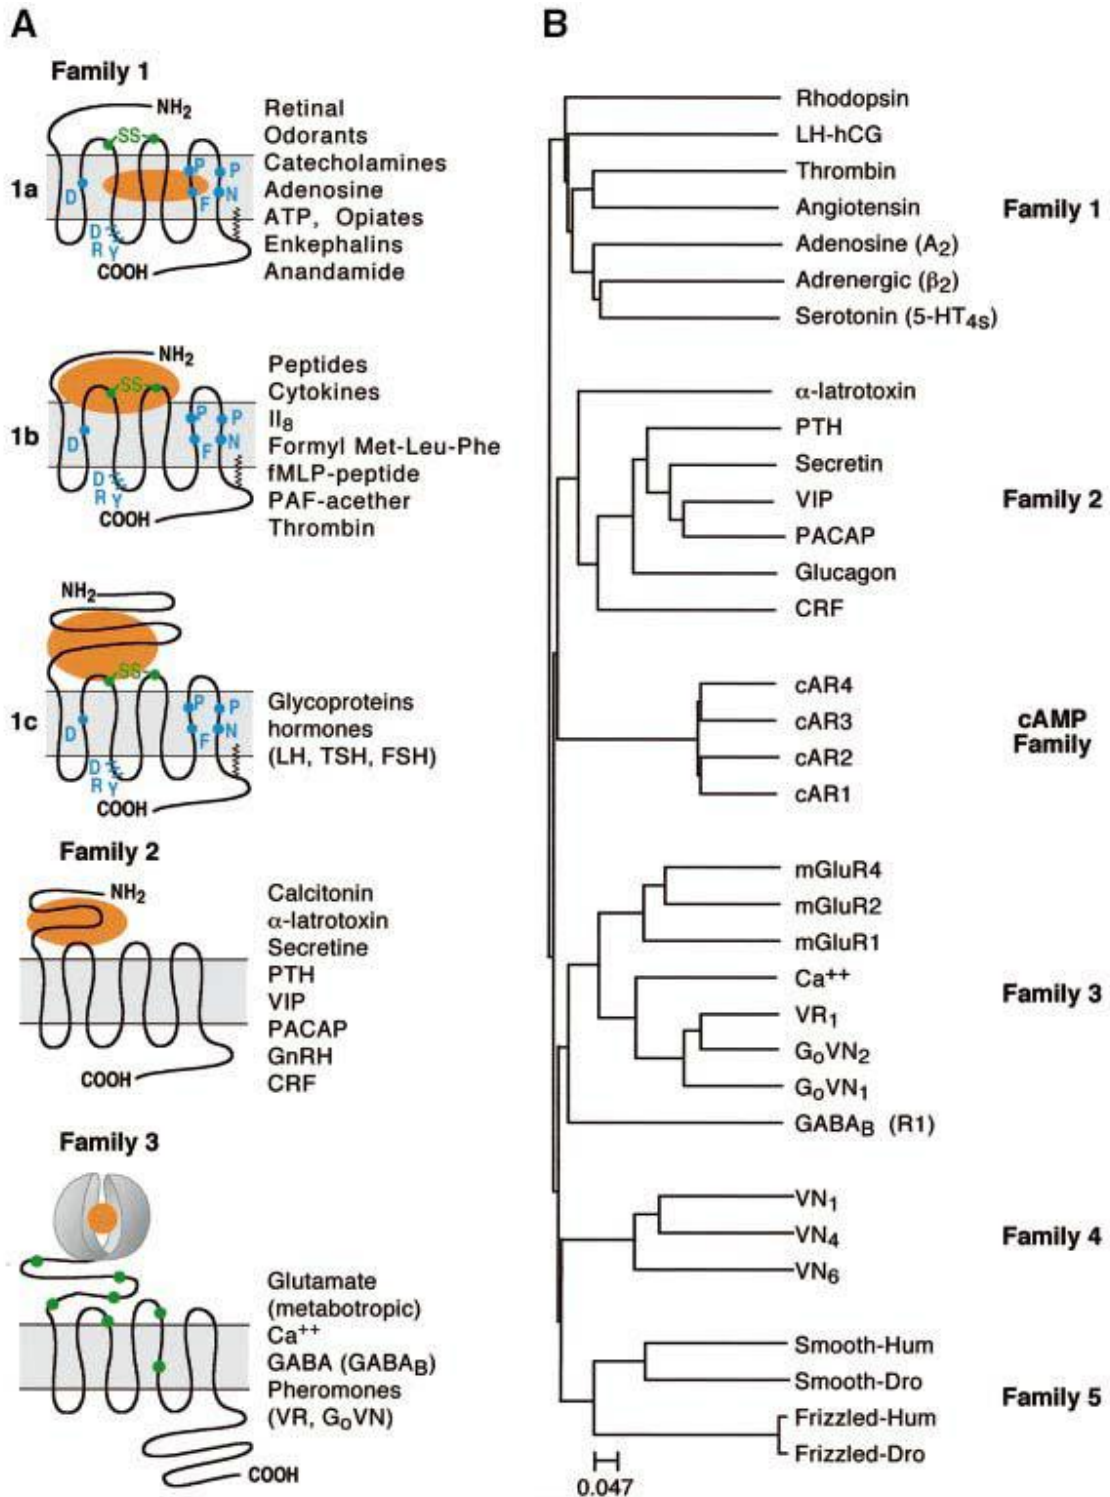 A
Family 1
1a
NH2
SS
D
P
P
F
N
D
R Y
COOH
Retinal
Odorants
Catecholamines
Adenosine
ATP, Opiates
Enkephalins
Anandamide
1b
NH2
SS
D
P
P
F
N
D
R Y
COOH
Peptides
Cytokines
Il8
Formyl Met-Leu-Phe
fMLP-peptide
PAF-acether
Thrombin
1c
NH2
SS
D
P
P
F
N
D
R Y
COOH
Glycoproteins
hormones
(LH, TSH, FSH)
Family 2
NH2
COOH
Calcitonin
α-latrotoxin
Secretine
PTH
VIP
PACAP
GnRH
CRF
Family 3
Glutamate
(metabotropic)
Ca++
GABA (GABAB)
Pheromones
(VR, GoVN)
COOH
B
Rhodopsin
LH-hCG
Thrombin
Angiotensin
Adenosine (A2)
Adrenergic (β2)
Serotonin (5-HT4s)
Family 1
α-latrotoxin
PTH
Secretin
VIP
PACAP
Glucagon
CRF
Family 2
cAR4
cAR3
cAR2
cAR1
cAMP
Family
mGluR4
mGluR2
mGluR1
Ca++
VR1
GoVN2
GoVN1
GABAB (R1)
Family 3
VN1
VN4
VN6
Family 4
Smooth-Hum
Smooth-Dro
Frizzled-Hum
Frizzled-Dro
Family 5
0.047